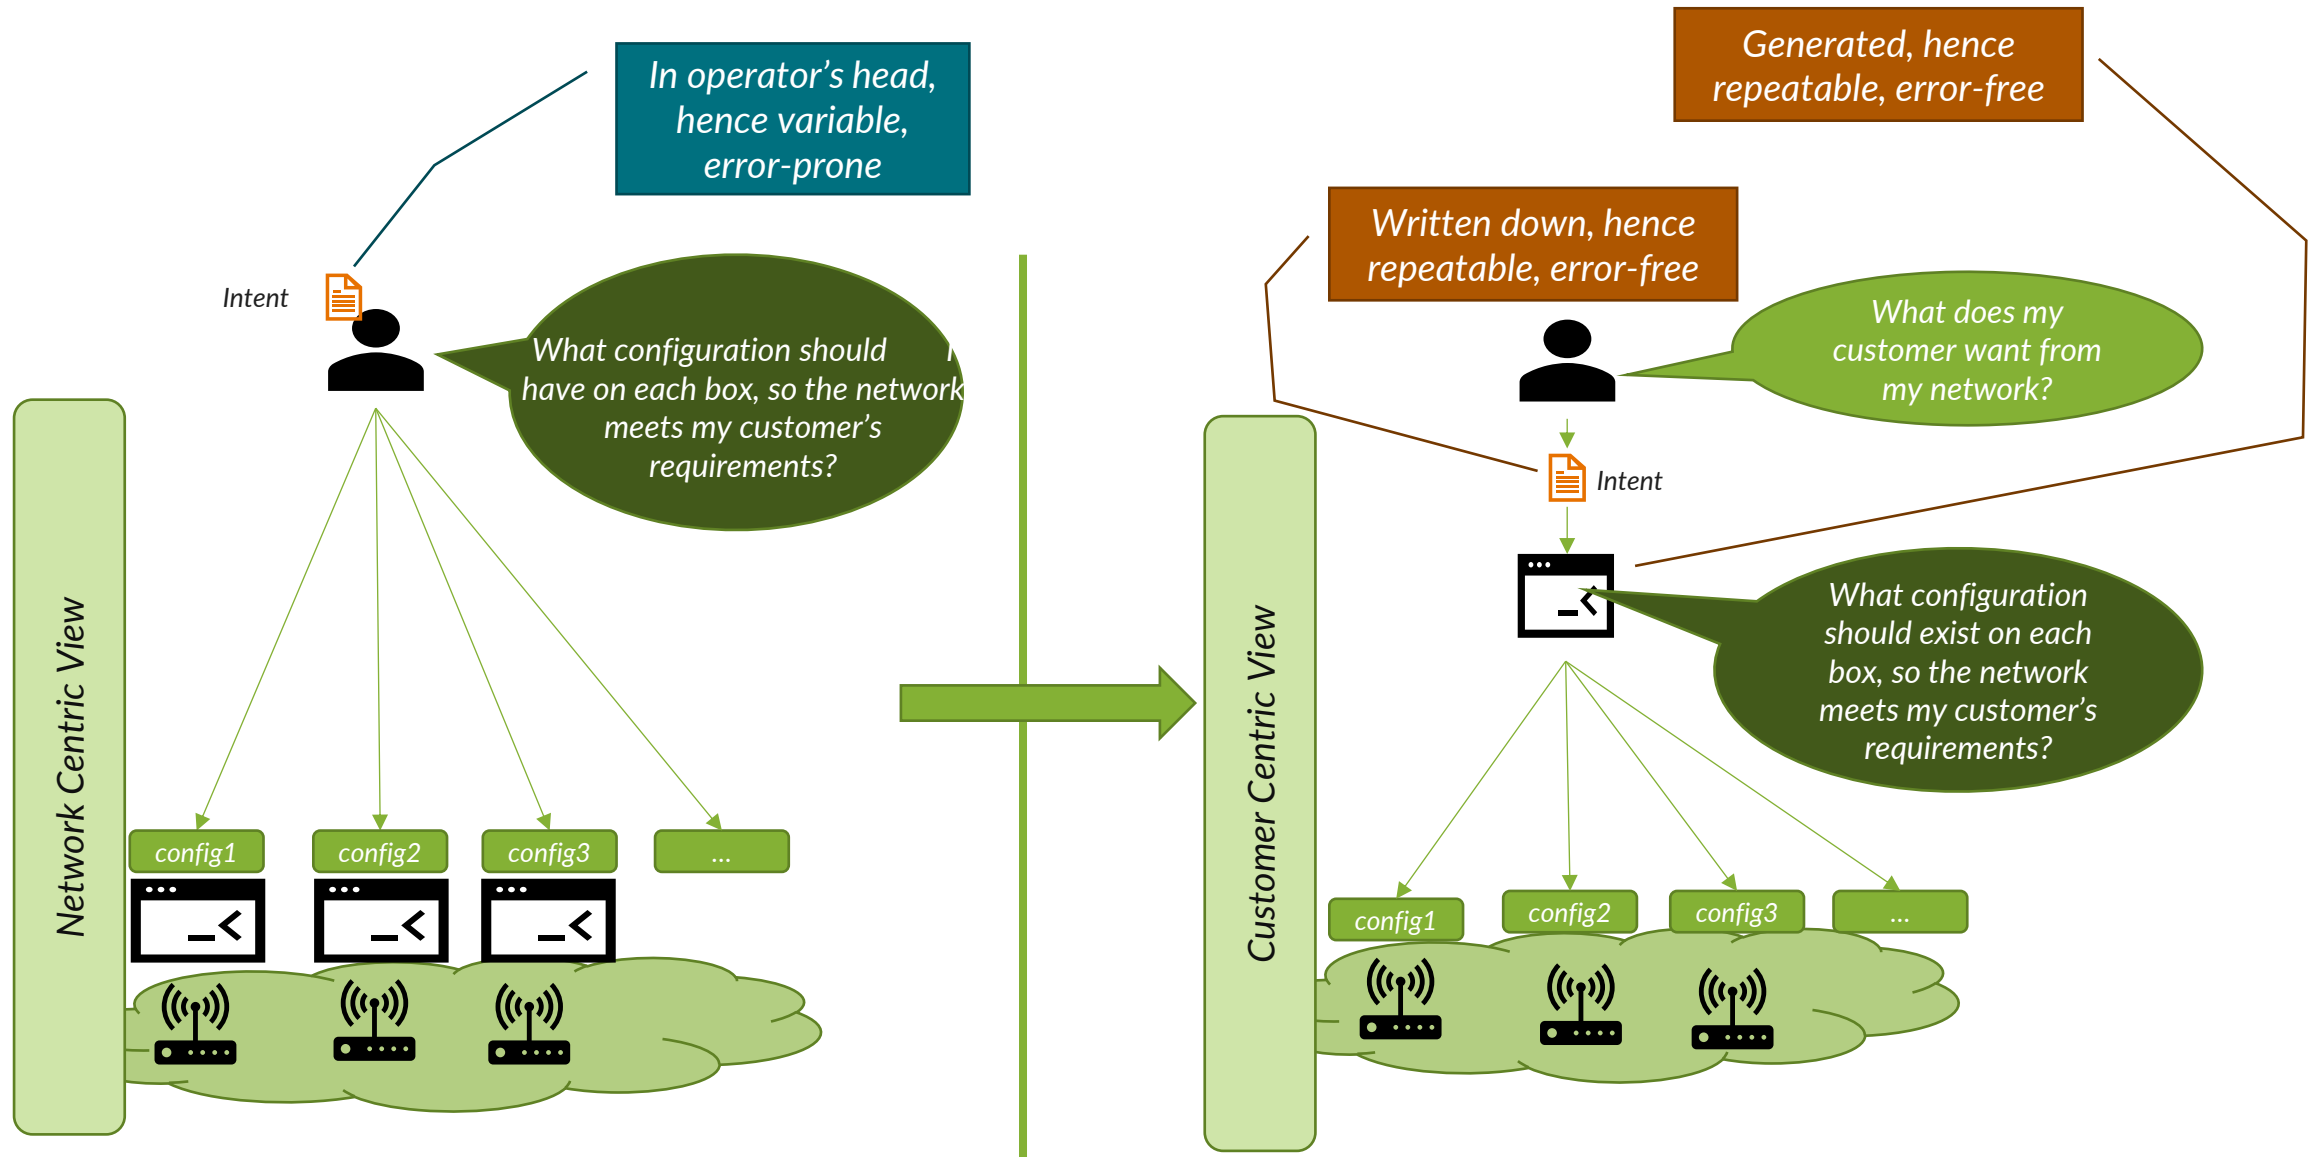 In operator’s head,
hence variable,
error-prone
Intent
What configuration should I
have on each box, so the network
meets my customer’s
requirements?
Network Centric View
config1
config2
config3
...
Generated, hence
repeatable, error-free
Written down, hence
repeatable, error-free
What does my
customer want from
my network?
Intent
What configuration
should exist on each
box, so the network
meets my customer’s
requirements?
Customer Centric View
config1
config2
config3
...